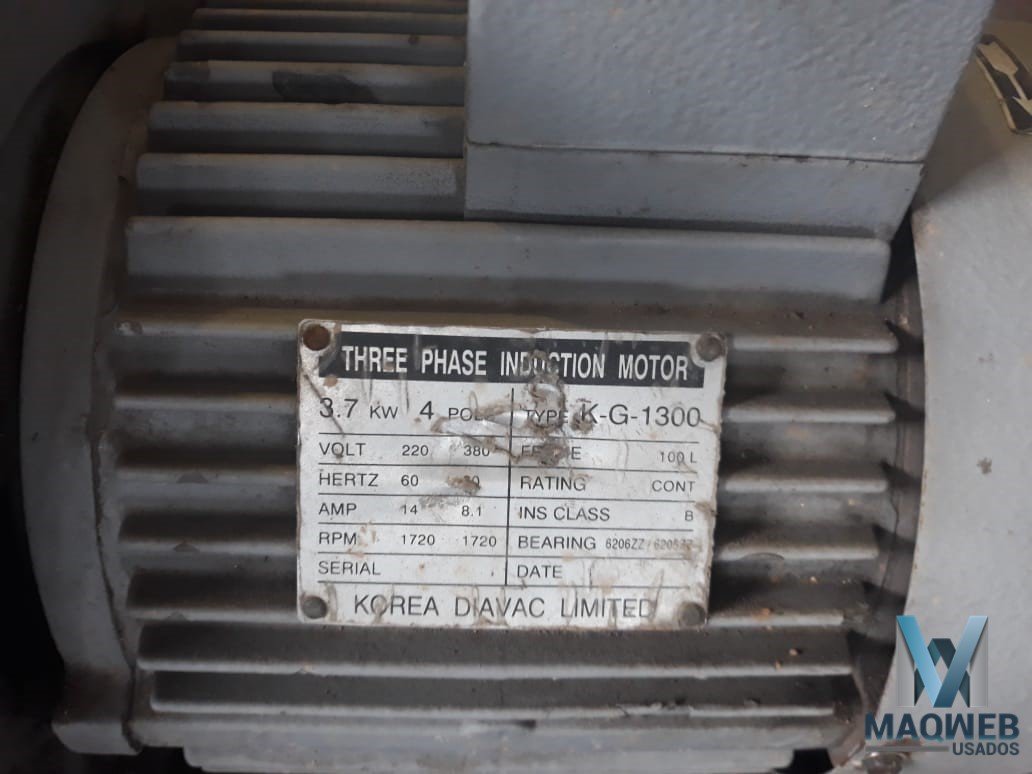 THREE PHASE INDUCTION MOTOR
3.7 KW 4 TYPE K-G-1300
VOLT 220 380 100 L
HERTZ 60 RATING CONT
AMP 14 8.1 INS CLASS B
RPM 1720 1720 BEARING 6206ZZ
SERIAL DATE
KOREA DIAVAC LIMITED
MAQWEB
USADOS